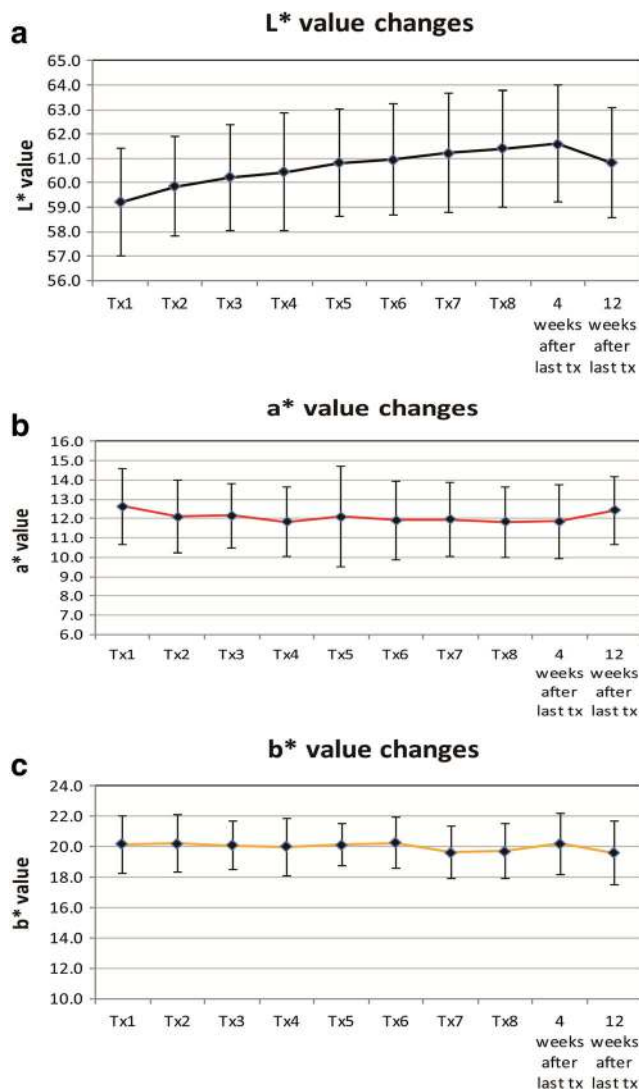 a
L* value changes
65.0
64.0
63.0
62.0
61.0
60.0
59.0
58.0
57.0
56.0
L* value
Tx1 Tx2 Tx3 Tx4 Tx5 Tx6 Tx7 Tx8 4 12
weeks weeks
after after
last tx last tx
b
a* value changes
16.0
15.0
14.0
13.0
12.0
11.0
10.0
9.0
8.0
7.0
6.0
a* value
Tx1 Tx2 Tx3 Tx4 Tx5 Tx6 Tx7 Tx8 4 12
weeks weeks
after after
last tx last tx
c
b* value changes
24.0
22.0
20.0
18.0
16.0
14.0
12.0
10.0
b* value
Tx1 Tx2 Tx3 Tx4 Tx5 Tx6 Tx7 Tx8 4 12
weeks weeks
after after
last tx last tx